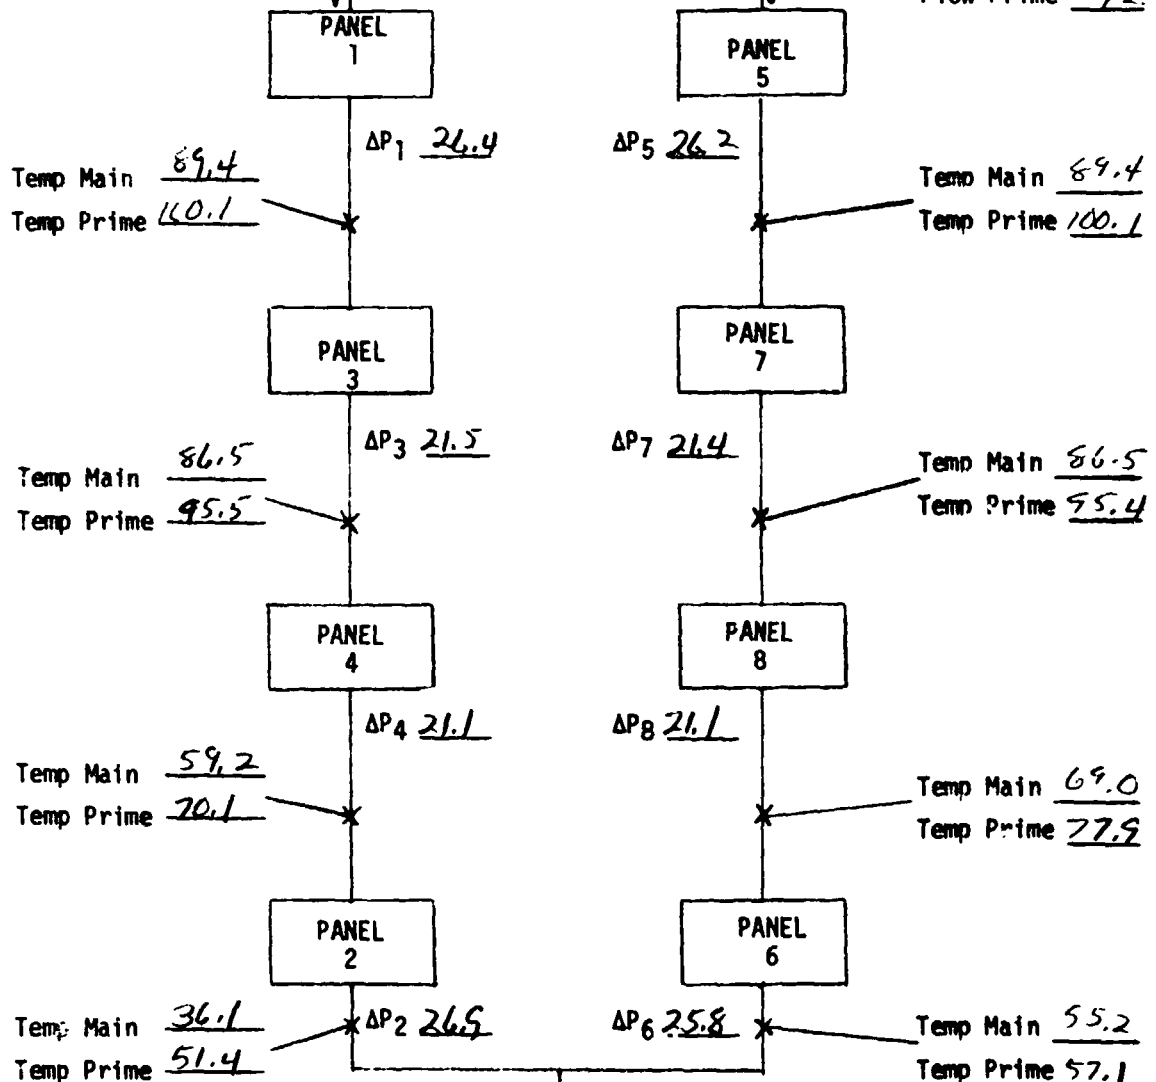 Flow Prime
PANEL
1
PANEL
5
ΔP1 26.4
ΔP5 26.2
Temp Main 89.4
Temp Prime 100.1
Temp Main 89.4
Temp Prime 100.1
PANEL
3
PANEL
7
ΔP3 21.5
ΔP7 21.4
Temp Main 86.5
Temp Prime 95.5
Temp Main 86.5
Temp Prime 95.4
PANEL
4
PANEL
8
ΔP4 21.1
ΔP8 21.1
Temp Main 59.2
Temp Prime 70.1
Temp Main 69.0
Temp Prime 77.9
PANEL
2
PANEL
6
Temp Main 36.1
Temp Prime 51.4
ΔP2 26.9
ΔP6 25.8
Temp Main 55.2
Temp Prime 57.1